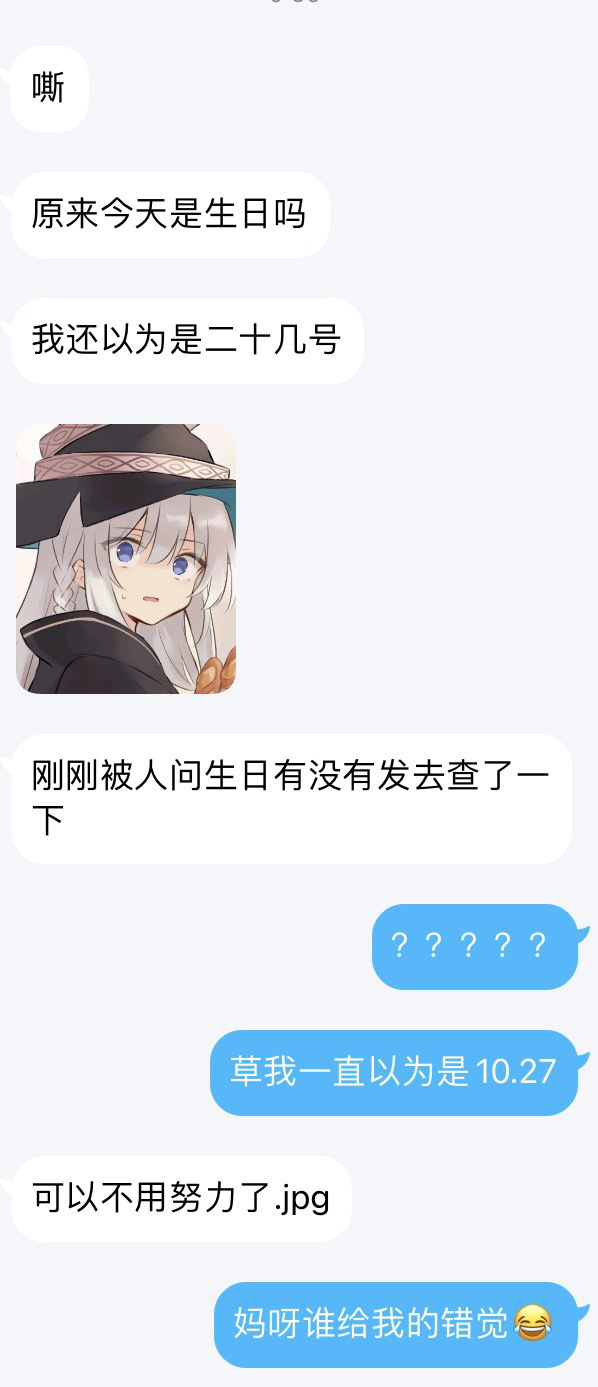 嘶
原来今天是生日吗
我还以为是二十几号
刚刚被人问生日有没有发去查了一
下
？？？？？
草我一直以为是10.27
可以不用努力了.jpg
妈呀谁给我的错觉😂